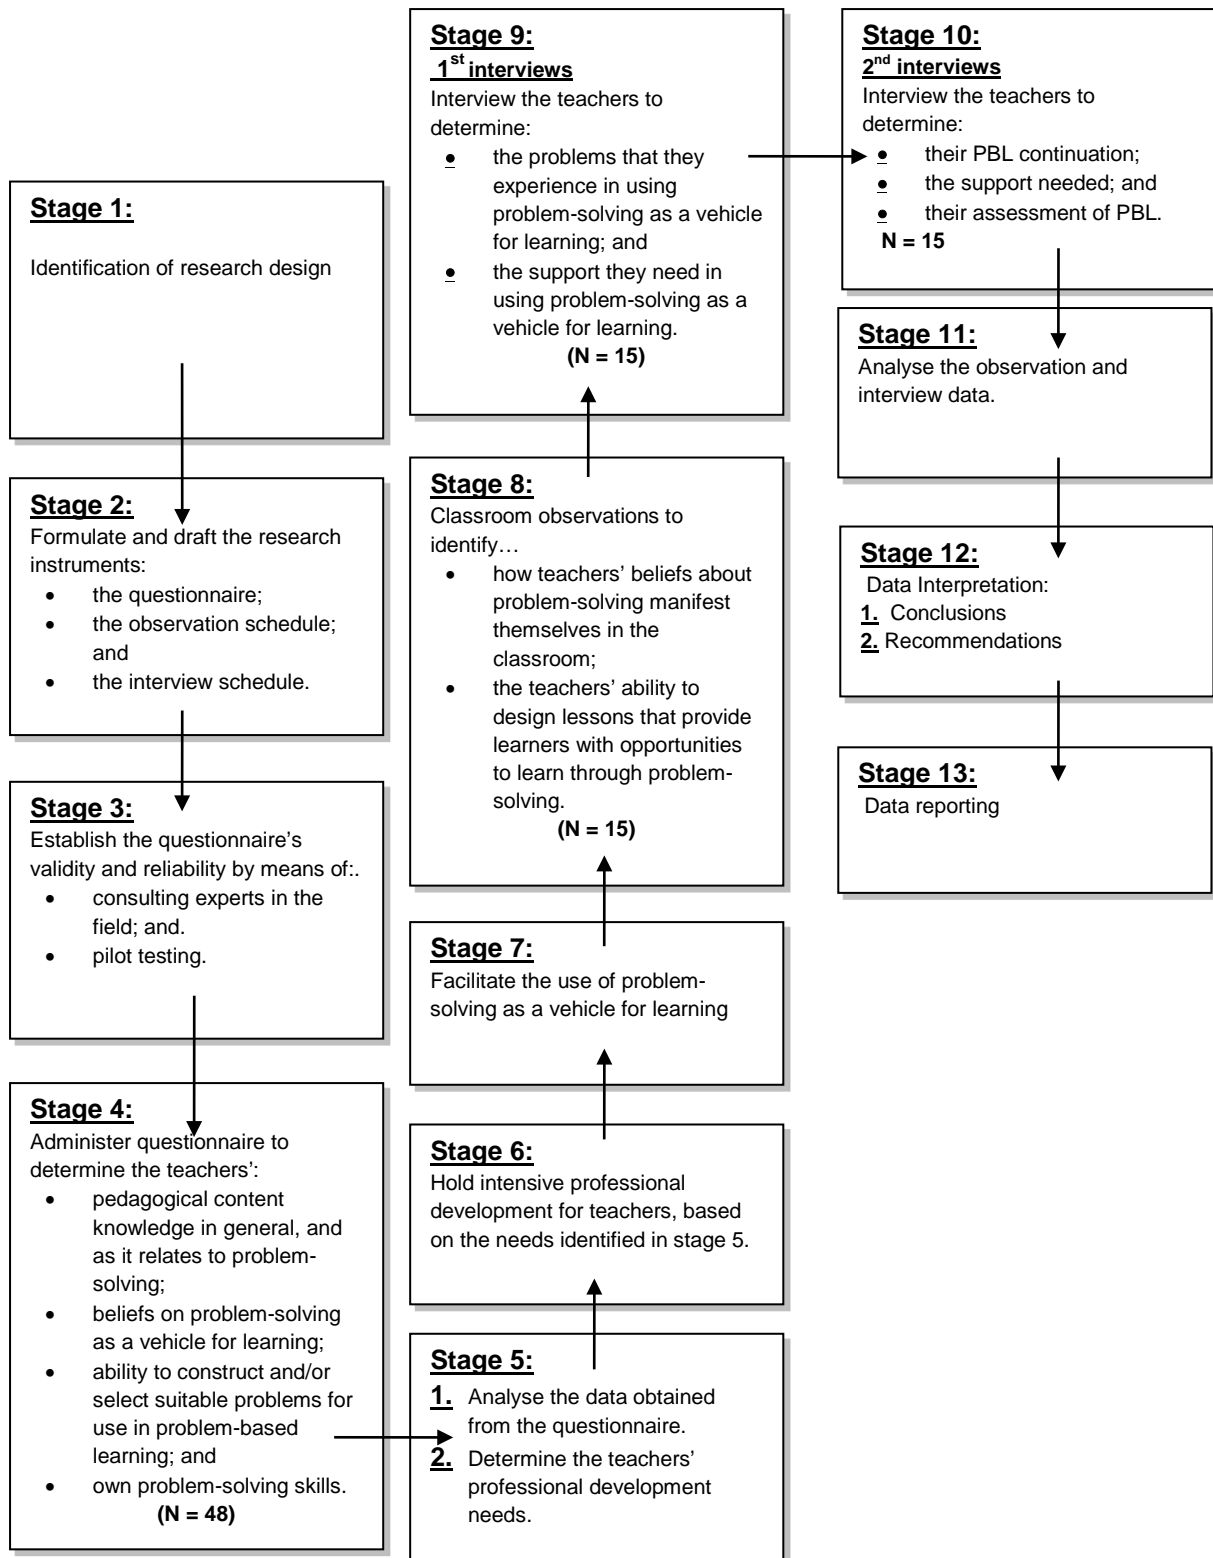 Stage 1:
Identification of research design
Stage 2:
Formulate and draft the research
instruments:
• the questionnaire;
• the observation schedule;
and
• the interview schedule.
Stage 3:
Establish the questionnaire's
validity and reliability by means of:.
• consulting experts in the
field; and.
• pilot testing.
Stage 4:
Administer questionnaire to
determine the teachers':
• pedagogical content
knowledge in general, and
as it relates to problem-
solving;
• beliefs on problem-solving
as a vehicle for learning;
• ability to construct and/or
select suitable problems for
use in problem-based
learning; and
• own problem-solving skills.
(N = 48)
Stage 5:
1. Analyse the data obtained
from the questionnaire.
2. Determine the teachers'
professional development
needs.
Stage 6:
Hold intensive professional
development for teachers, based
on the needs identified in stage 5.
Stage 7:
Facilitate the use of problem-
solving as a vehicle for learning
Stage 8:
Classroom observations to
identify…
• how teachers' beliefs about
problem-solving manifest
themselves in the
classroom;
• the teachers' ability to
design lessons that provide
learners with opportunities
to learn through problem-
solving.
(N = 15)
Stage 9:
1st interviews
Interview the teachers to
determine:
• the problems that they
experience in using
problem-solving as a vehicle
for learning; and
• the support they need in
using problem-solving as a
vehicle for learning.
(N = 15)
Stage 10:
2nd interviews
Interview the teachers to
determine:
• their PBL continuation;
• the support needed; and
• their assessment of PBL.
N = 15
Stage 11:
Analyse the observation and
interview data.
Stage 12:
Data Interpretation:
1. Conclusions
2. Recommendations
Stage 13:
Data reporting